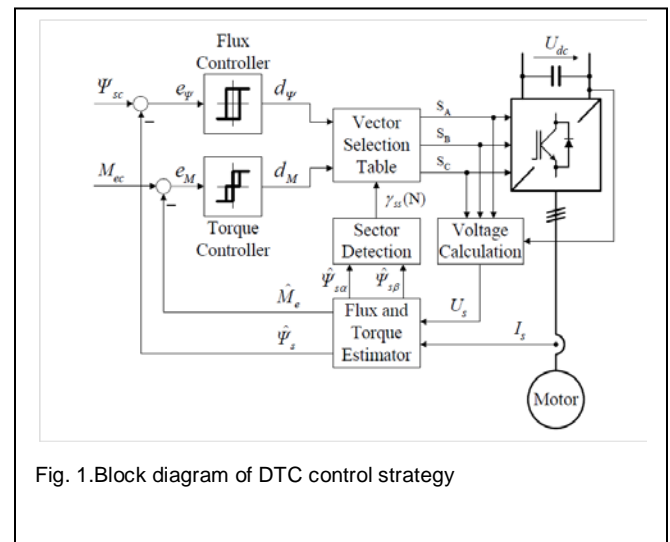 Flux
Controller
U_dc
Ψ_sc
e_Ψ
d_Ψ
Vector
Selection
Table
S_A
S_B
S_C
M_ec
e_M
d_M
Torque
Controller
γ_ss(N)
Sector
Detection
Voltage
Calculation
Ψ̂_sα
Ψ̂_sβ
M̂_e
Ψ̂_s
Flux and
Torque
Estimator
U_s
I_s
Motor
Fig. 1.Block diagram of DTC control strategy